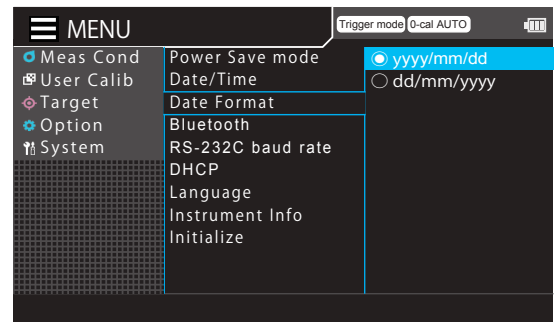 MENU
Trigger mode 0-cal AUTO
Meas Cond
User Calib
Target
Option
System
Power Save mode
Date/Time
Date Format
Bluetooth
RS-232C baud rate
DHCP
Language
Instrument Info
Initialize
yyyy/mm/dd
dd/mm/yyyy